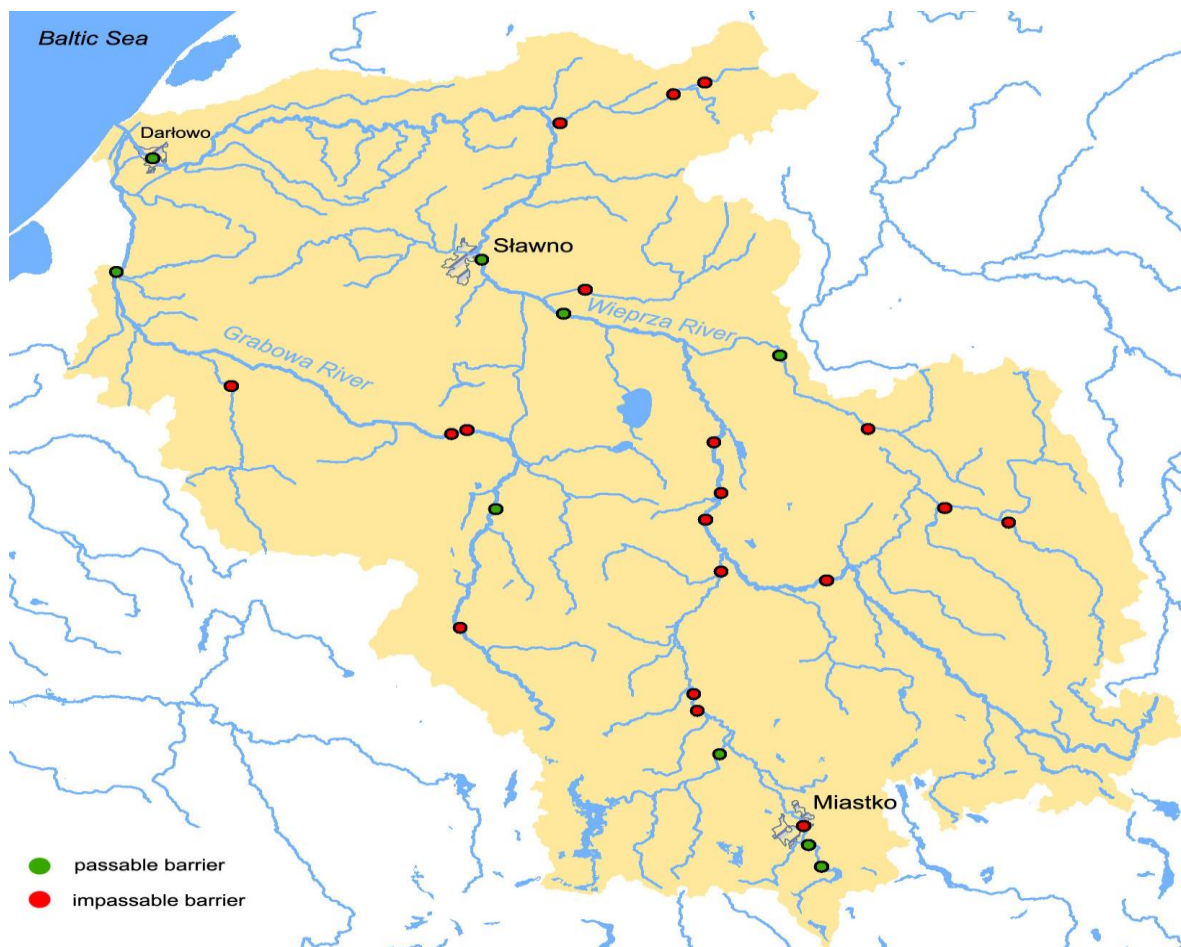 Baltic Sea
Darłowo
Sławno
Wieprza River
Grabowa River
Miastko
passable barrier
impassable barrier